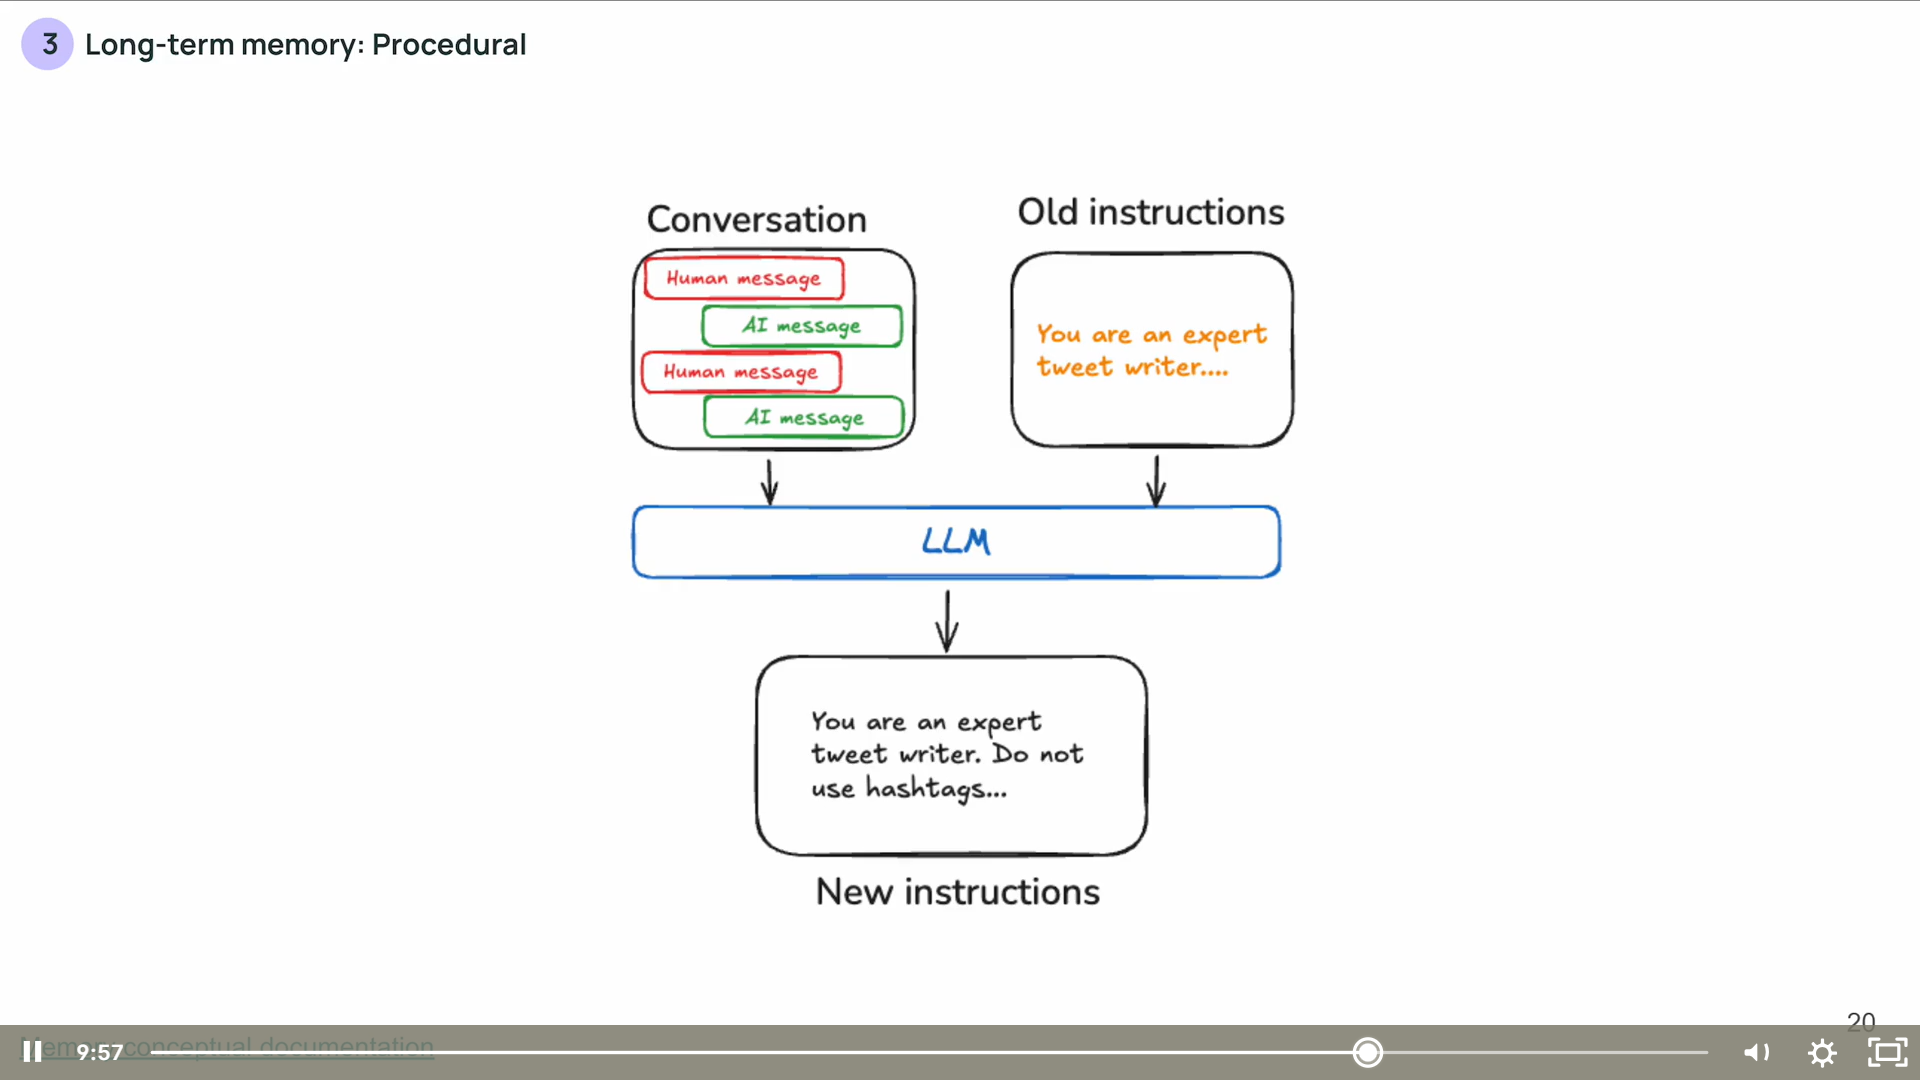 3 Long-term memory: Procedural
Conversation
Old instructions
Human message
AI message
Human message
AI message
You are an expert
tweet writer....
LLM
You are an expert
tweet writer. Do not
use hashtags...
New instructions
20
Memory conceptual documentation
9:57